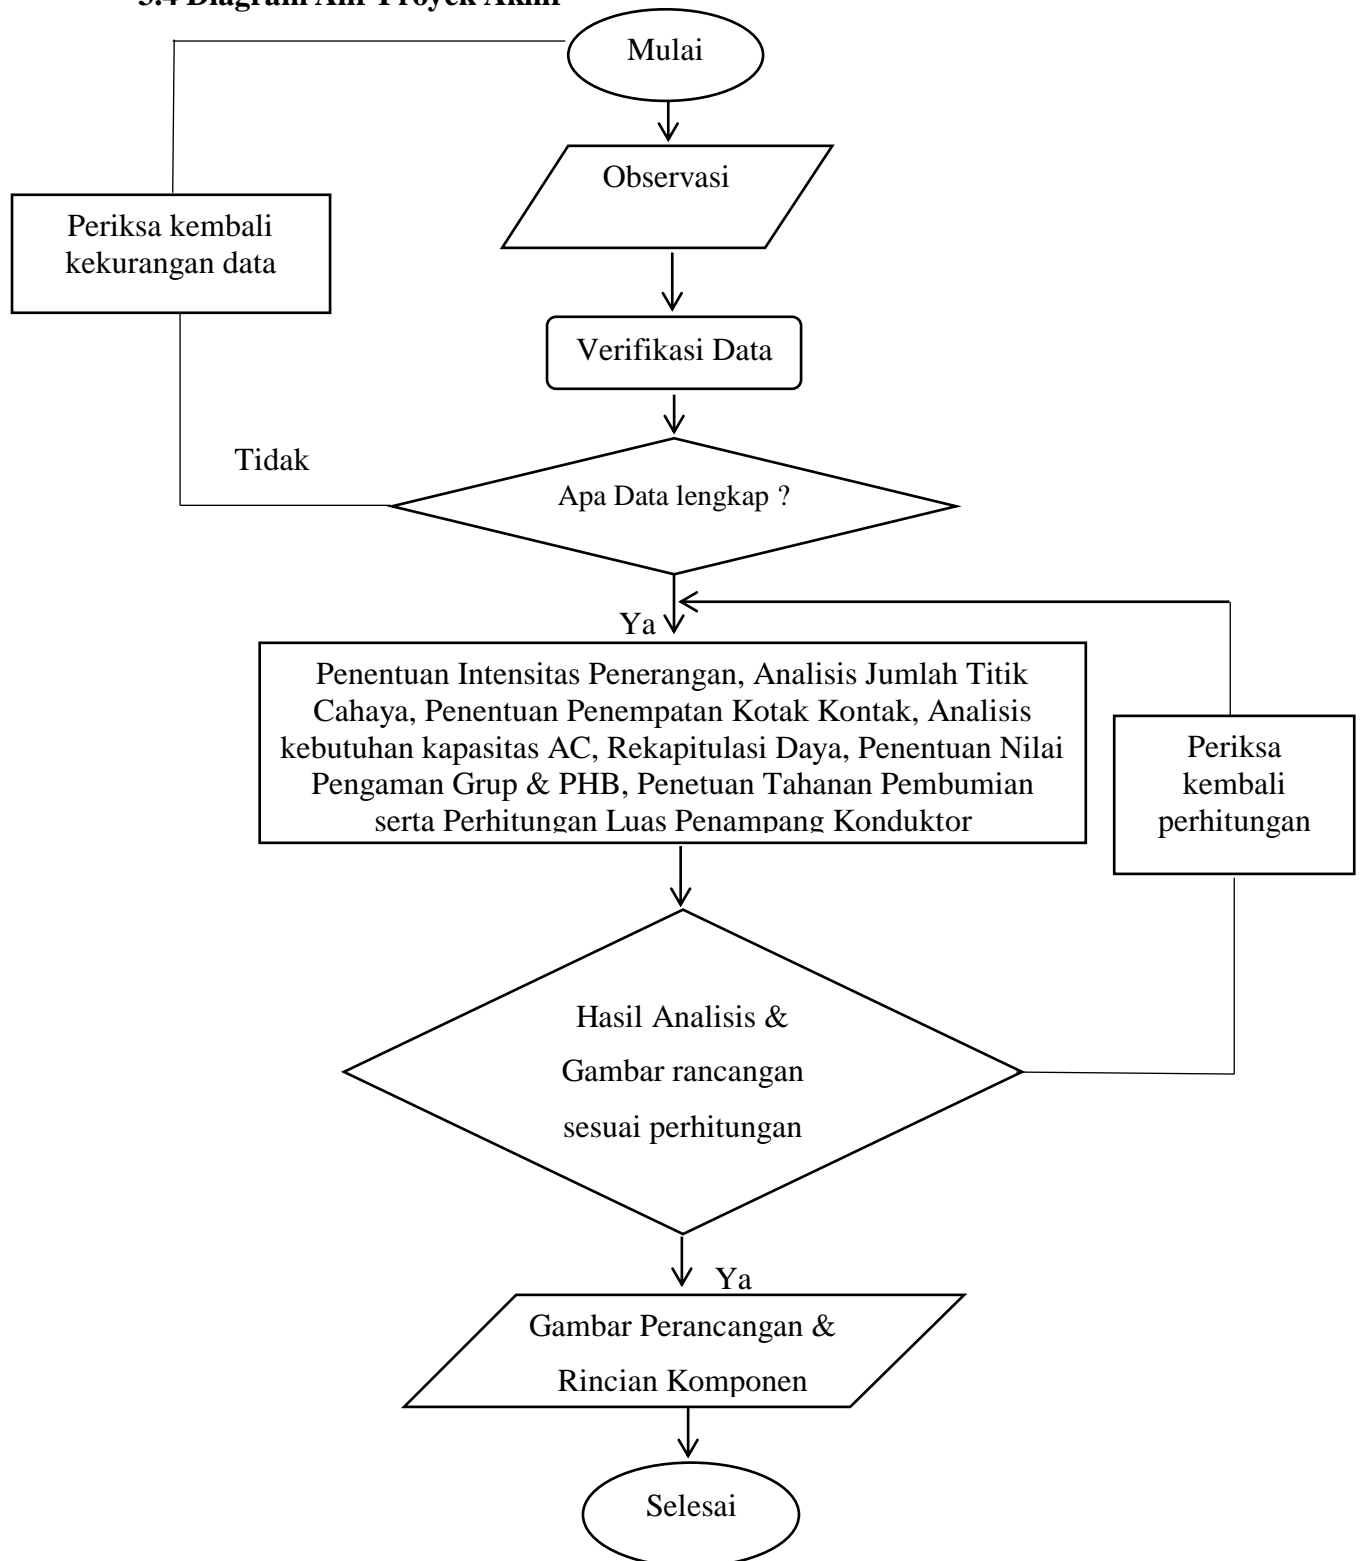 3.4 Diagram Alir Proyek Akhir
Mulai
Observasi
Periksa kembali
kekurangan data
Verifikasi Data
Tidak
Apa Data lengkap ?
Ya
Penentuan Intensitas Penerangan, Analisis Jumlah Titik
Cahaya, Penentuan Penempatan Kotak Kontak, Analisis
kebutuhan kapasitas AC, Rekapitulasi Daya, Penentuan Nilai
Pengaman Grup & PHB, Penetuan Tahanan Pembumian
serta Perhitungan Luas Penampang Konduktor
Periksa
kembali
perhitungan
Hasil Analisis &
Gambar rancangan
sesuai perhitungan
Ya
Gambar Perancangan &
Rincian Komponen
Selesai